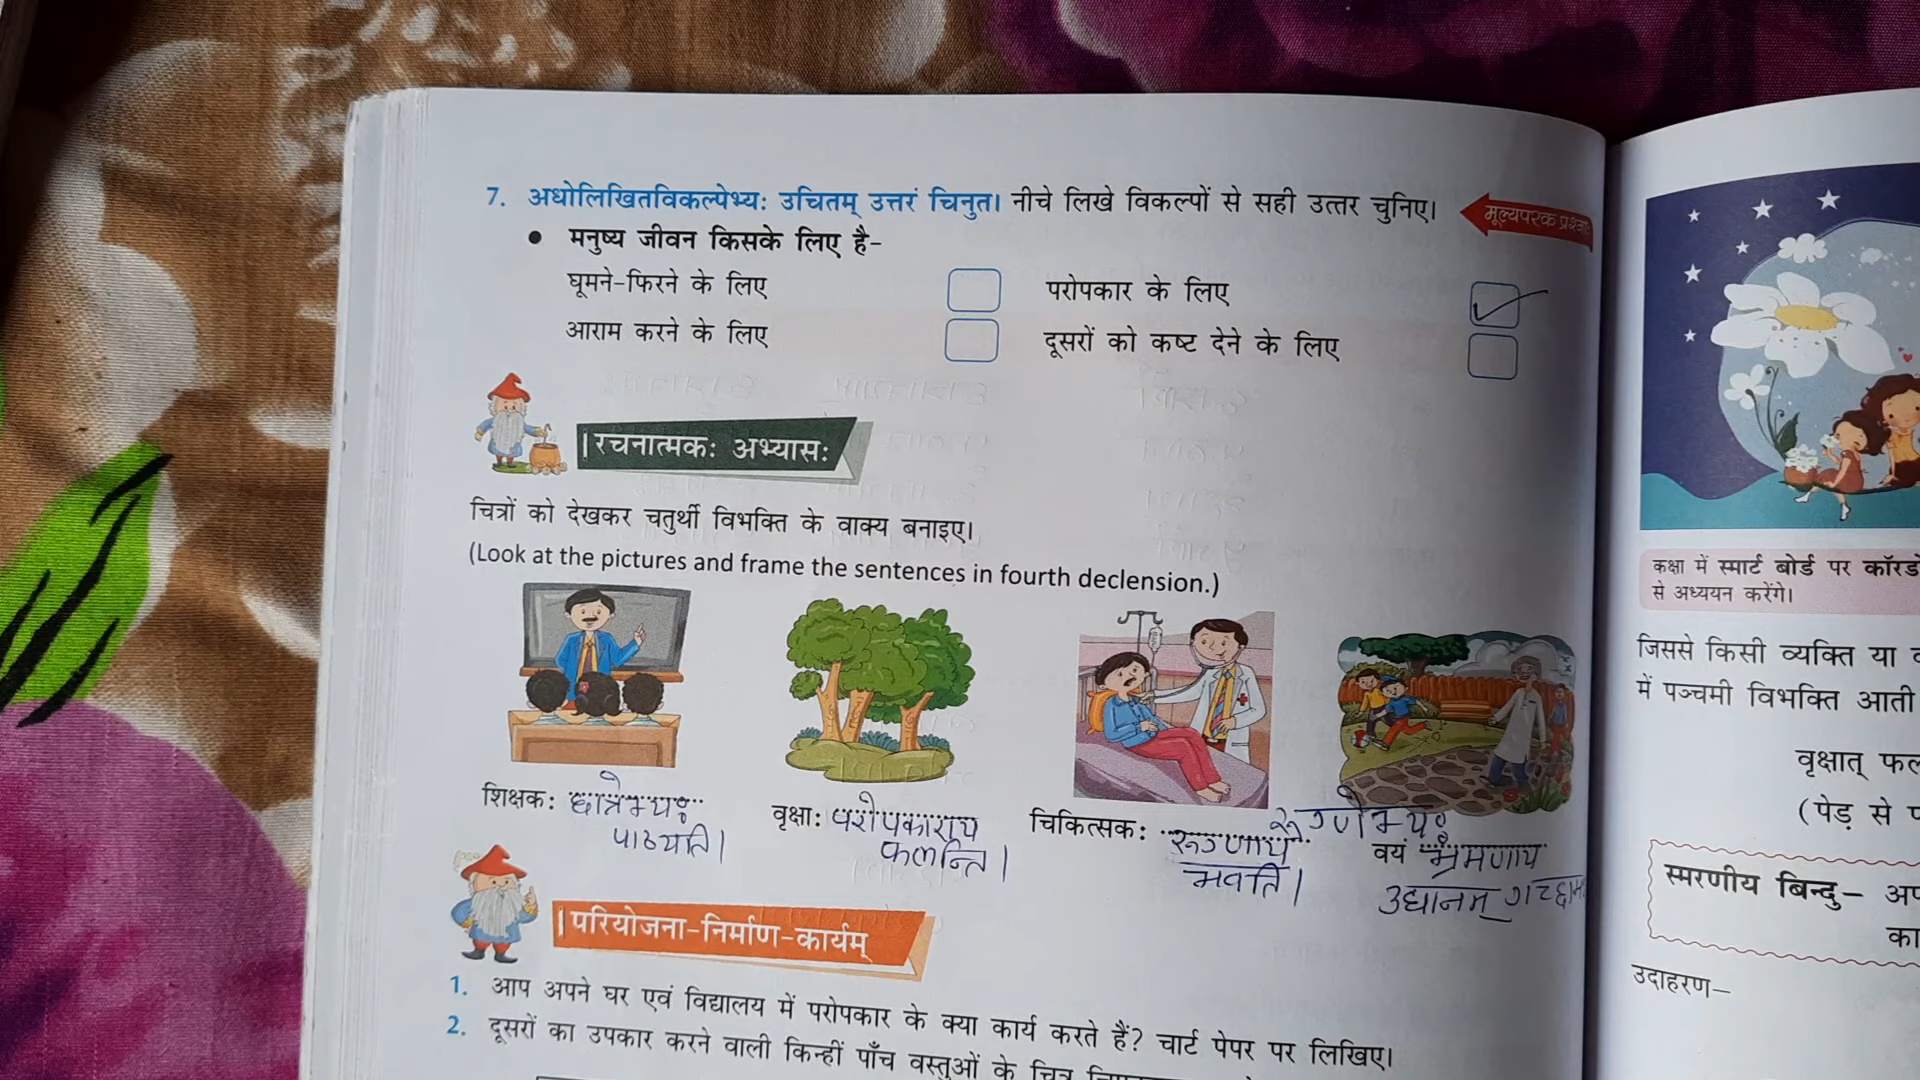 7. अधोलिखितविकल्पेभ्यः उचितम् उत्तरं चिनुत। नीचे लिखे विकल्पों से सही उत्तर चुनिए।
मूल्यपरक प्रश्नाः
• मनुष्य जीवन किसके लिए है-
घूमने-फिरने के लिए परोपकार के लिए
आराम करने के लिए दूसरों को कष्ट देने के लिए
रचनात्मकः अभ्यासः
चित्रों को देखकर चतुर्थी विभक्ति के वाक्य बनाइए।
(Look at the pictures and frame the sentences in fourth declension.)
शिक्षकः छात्रेभ्यः
पाठयति।
वृक्षाः परोपकाराय
फलन्ति।
रुग्णेभ्यः
चिकित्सकः रुग्णाय
भवति।
वयं भ्रमणाय
उद्यानम् गच्छाम
परियोजना-निर्माण-कार्यम्
1. आप अपने घर एवं विद्यालय में परोपकार के क्या कार्य करते हैं? चार्ट पेपर पर लिखिए।
2. दूसरों का उपकार करने वाली किन्हीं पाँच वस्तुओं के चित्र
कक्षा में स्मार्ट बोर्ड पर कॉरडो
से अध्ययन करेंगे।
जिससे किसी व्यक्ति या
में पञ्चमी विभक्ति आती
वृक्षात् फल
(पेड़ से
स्मरणीय बिन्दु–
का
उदाहरण–